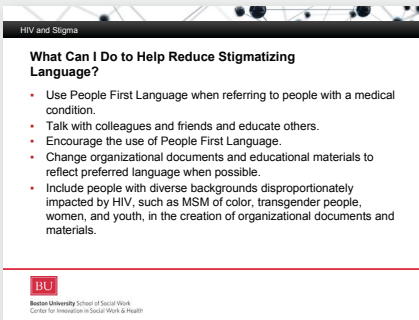 HIV and Stigma
What Can I Do to Help Reduce Stigmatizing
Language?
• Use People First Language when referring to people with a medical
condition.
• Talk with colleagues and friends and educate others.
• Encourage the use of People First Language.
• Change organizational documents and educational materials to
reflect preferred language when possible.
• Include people with diverse backgrounds disproportionately
impacted by HIV, such as MSM of color, transgender people,
women, and youth, in the creation of organizational documents and
materials.
BU
Boston University School of Social Work
Center for Innovation in Social Work & Health